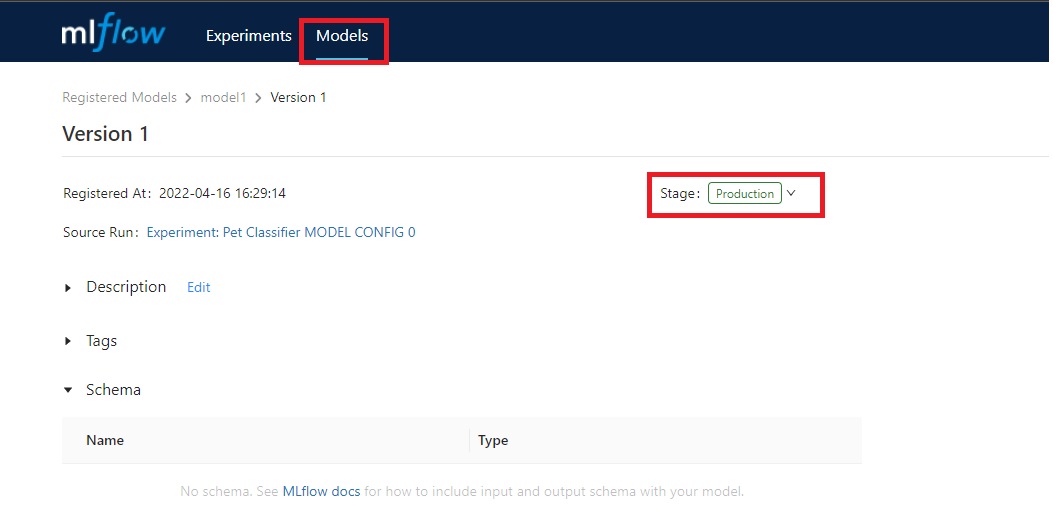 mlflow Experiments Models
Registered Models > model1 > Version 1
Version 1
Registered At: 2022-04-16 16:29:14 Stage: Production
Source Run: Experiment: Pet Classifier MODEL CONFIG 0
Description Edit
Tags
Schema
Name Type
No schema. See MLflow docs for how to include input and output schema with your model.